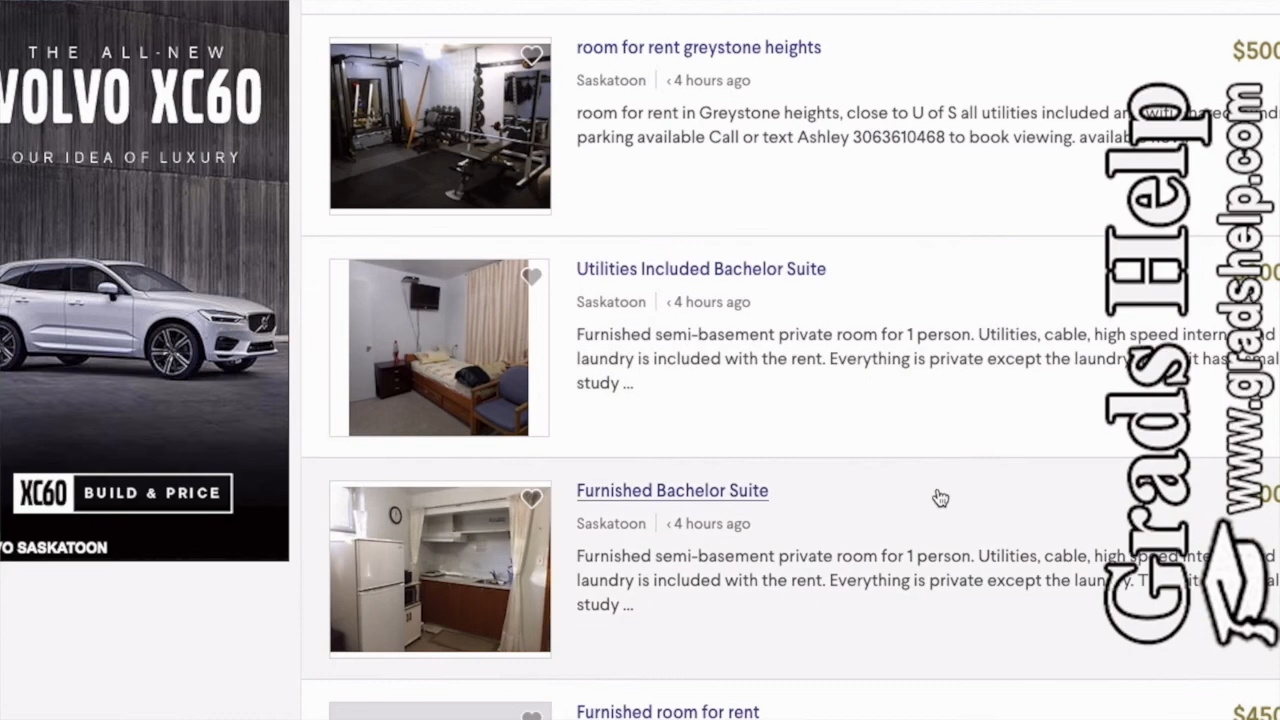 THE ALL-NEW
VOLVO XC60
OUR IDEA OF LUXURY
XC60 BUILD & PRICE
VO SASKATOON
room for rent greystone heights
$500
Saskatoon < 4 hours ago
room for rent in Greystone heights, close to U of S all utilities included
parking available Call or text Ashley 3063610468 to book viewing.
Utilities Included Bachelor Suite
Saskatoon < 4 hours ago
Furnished semi-basement private room for 1 person. Utilities, cable, high speed
laundry is included with the rent. Everything is private except the
study ...
Furnished Bachelor Suite
Saskatoon < 4 hours ago
Furnished semi-basement private room for 1 person. Utilities, cable, high speed
laundry is included with the rent. Everything is private except the
study ...
Furnished room for rent
$450
Grads Help
www.gradshelp.com